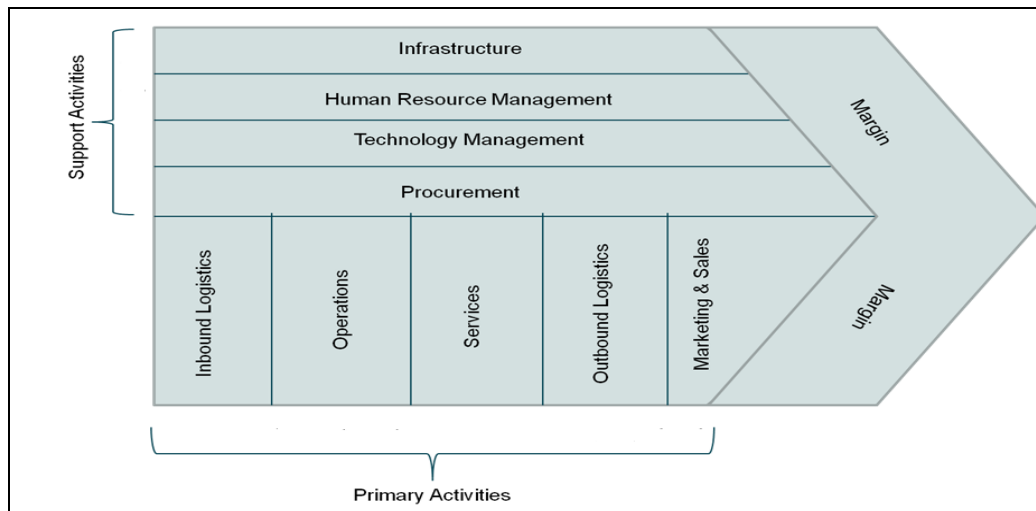 Support Activities
Infrastructure
Human Resource Management
Technology Management
Procurement
Margin
Inbound Logistics
Operations
Services
Outbound Logistics
Marketing & Sales
Margin
Primary Activities